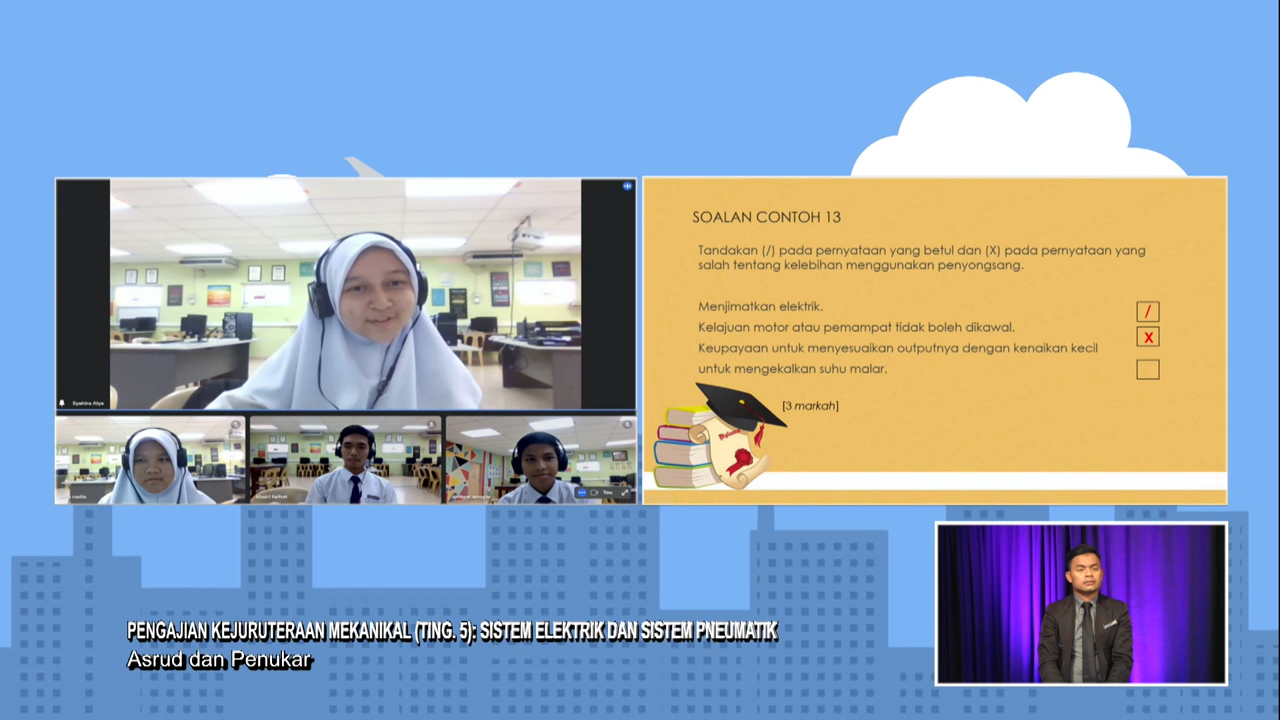 SOALAN CONTOH 13
Tandakan (/) pada pernyataan yang betul dan (X) pada pernyataan yang
salah tentang kelebihan menggunakan penyongsang.
Menjimatkan elektrik.
/
Kelajuan motor atau pemampat tidak boleh dikawal.
X
Keupayaan untuk menyesuaikan outputnya dengan kenaikan kecil
untuk mengekalkan suhu malar.
[3 markah]
Diploma
Syahira Alya
You
PENGAJIAN KEJURUTERAAN MEKANIKAL (TING. 5); SISTEM ELEKTRIK DAN SISTEM PNEUMATIK
Asrud dan Penukar